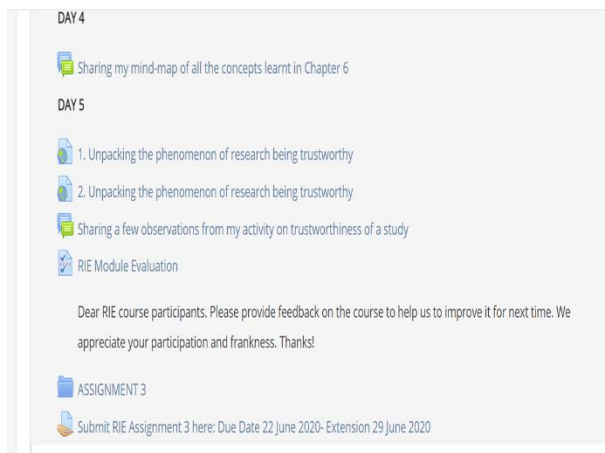 DAY 4
Sharing my mind-map of all the concepts learnt in Chapter 6
DAY 5
1. Unpacking the phenomenon of research being trustworthy
2. Unpacking the phenomenon of research being trustworthy
Sharing a few observations from my activity on trustworthiness of a study
RIE Module Evaluation
Dear RIE course participants. Please provide feedback on the course to help us to improve it for next time. We
appreciate your participation and frankness. Thanks!
ASSIGNMENT 3
Submit RIE Assignment 3 here: Due Date 22 June 2020- Extension 29 June 2020